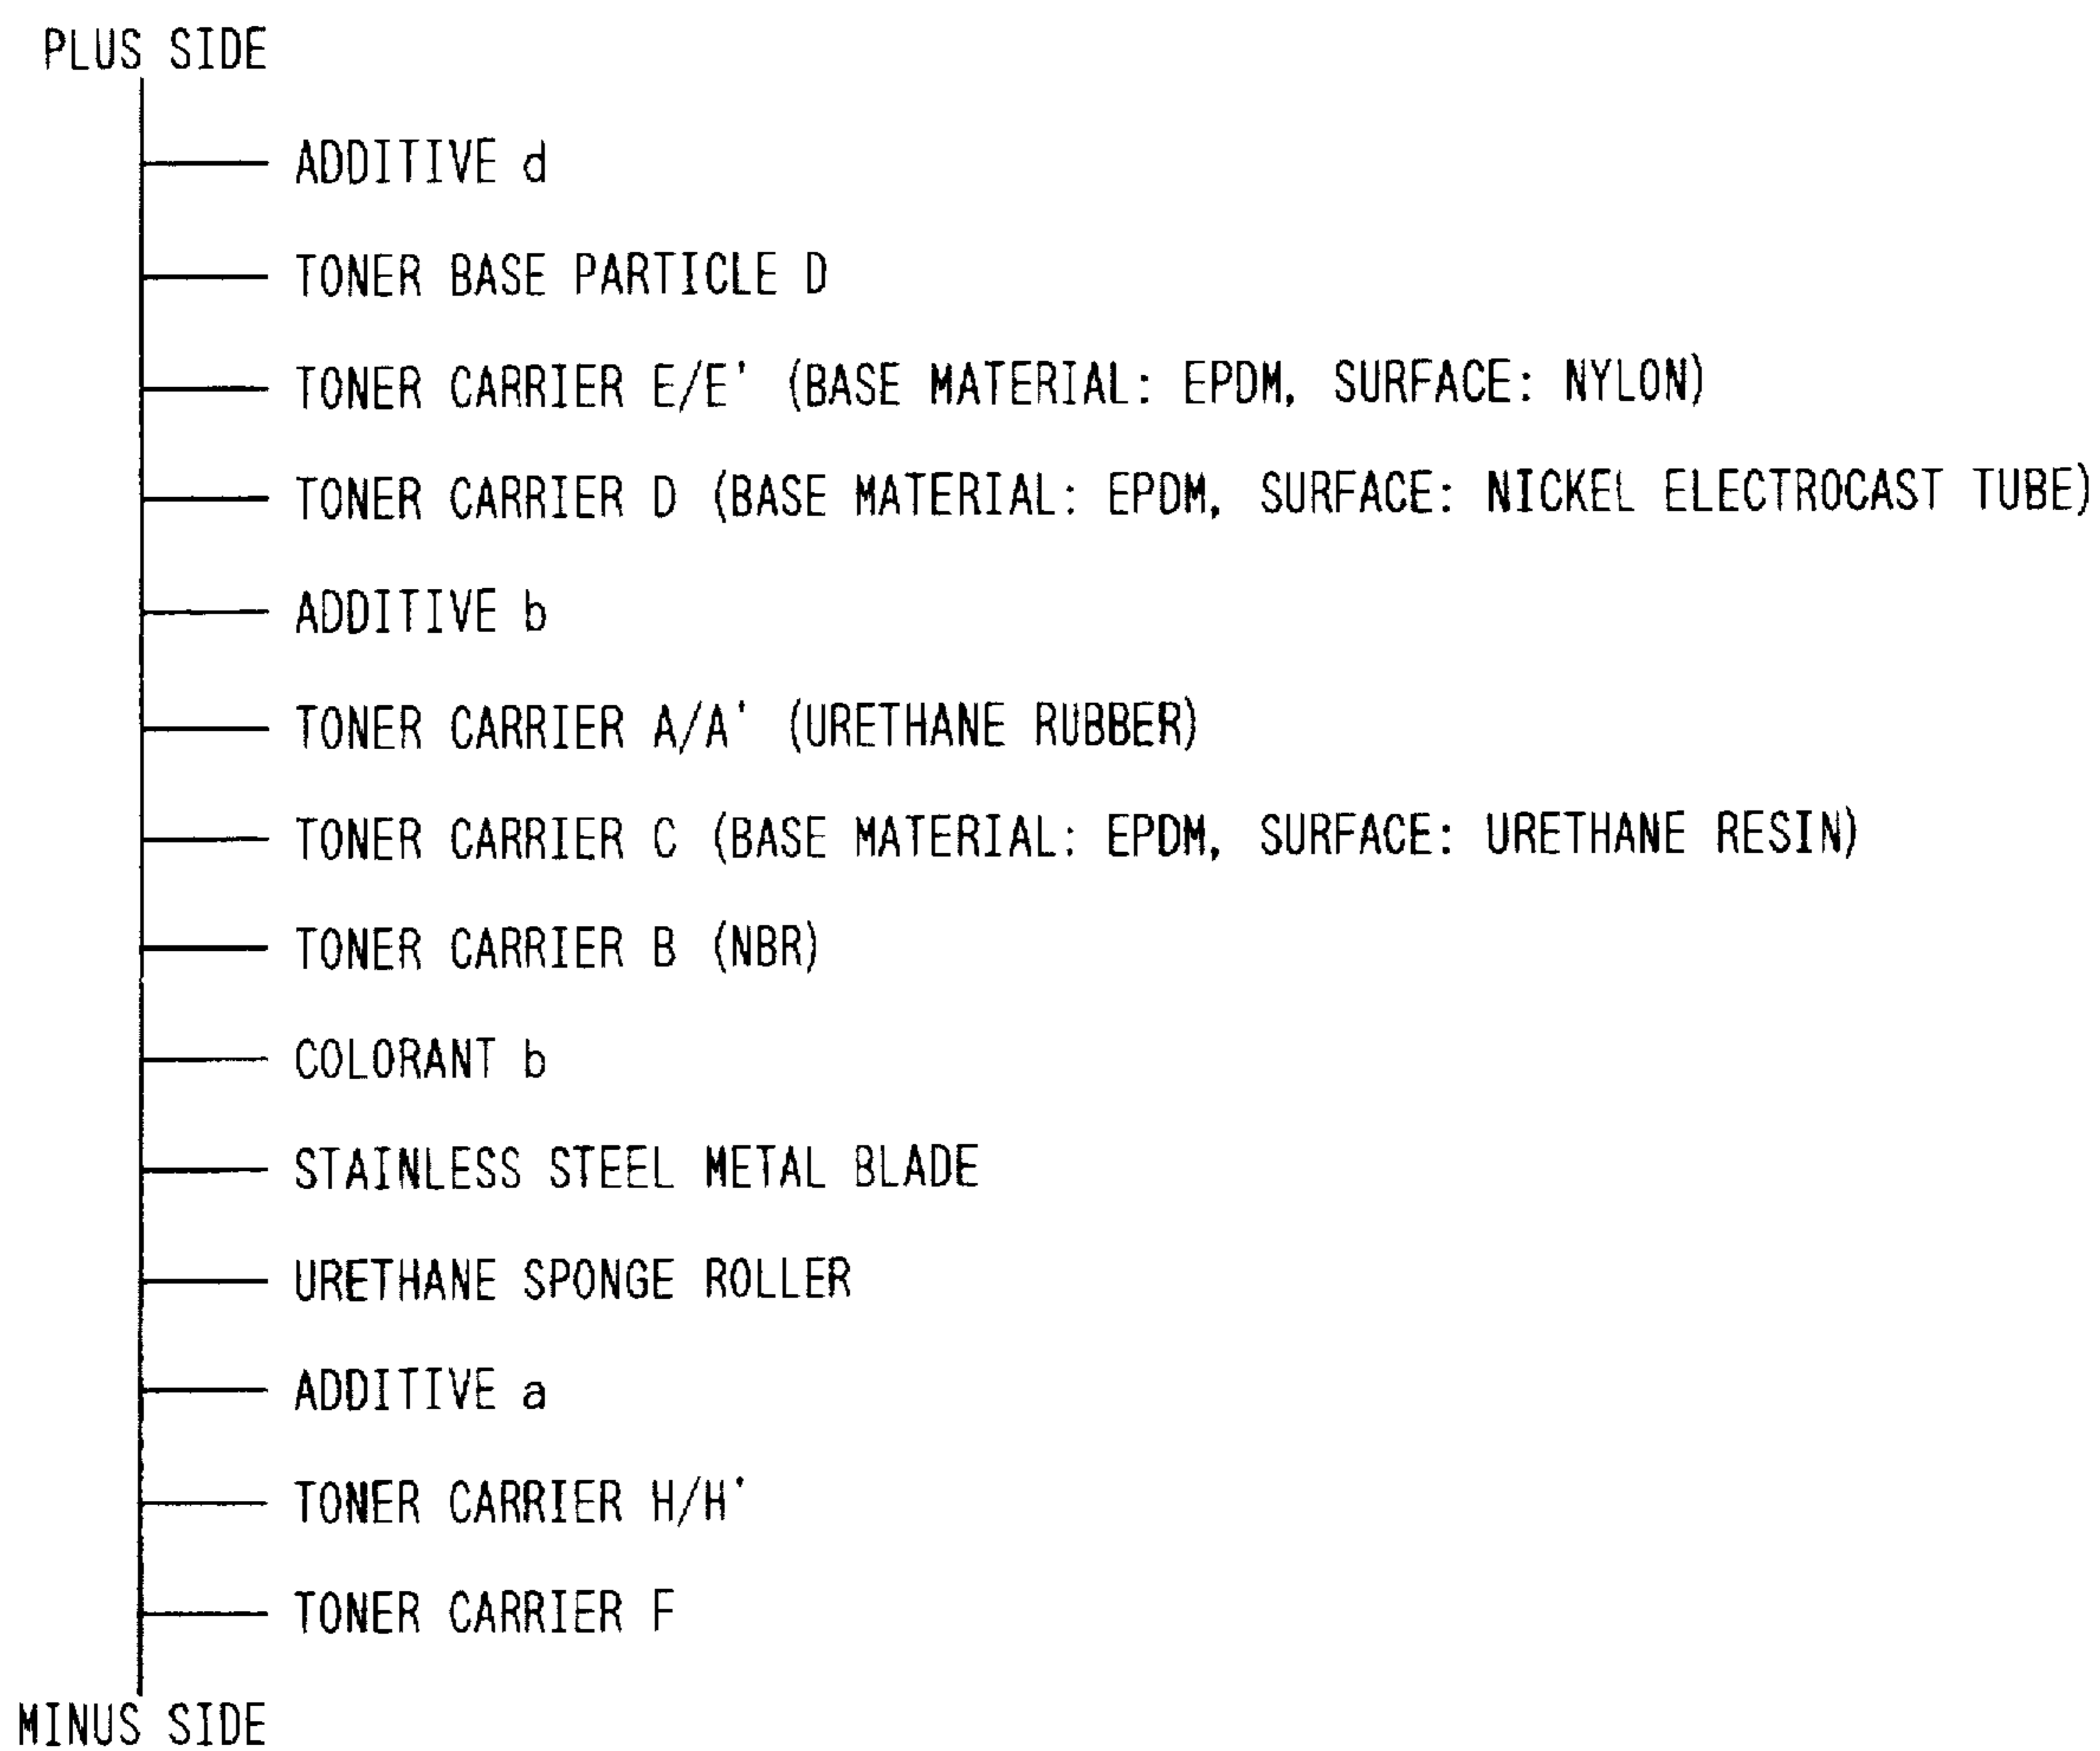 PLUS SIDE
ADDITIVE d
TONER BASE PARTICLE D
TONER CARRIER E/E' (BASE MATERIAL: EPDM, SURFACE: NYLON)
TONER CARRIER D (BASE MATERIAL: EPDM, SURFACE: NICKEL ELECTROCAST TUBE)
ADDITIVE b
TONER CARRIER A/A' (URETHANE RUBBER)
TONER CARRIER C (BASE MATERIAL: EPDM, SURFACE: URETHANE RESIN)
TONER CARRIER B (NBR)
COLORANT b
STAINLESS STEEL METAL BLADE
URETHANE SPONGE ROLLER
ADDITIVE a
TONER CARRIER H/H'
TONER CARRIER F
MINUS SIDE